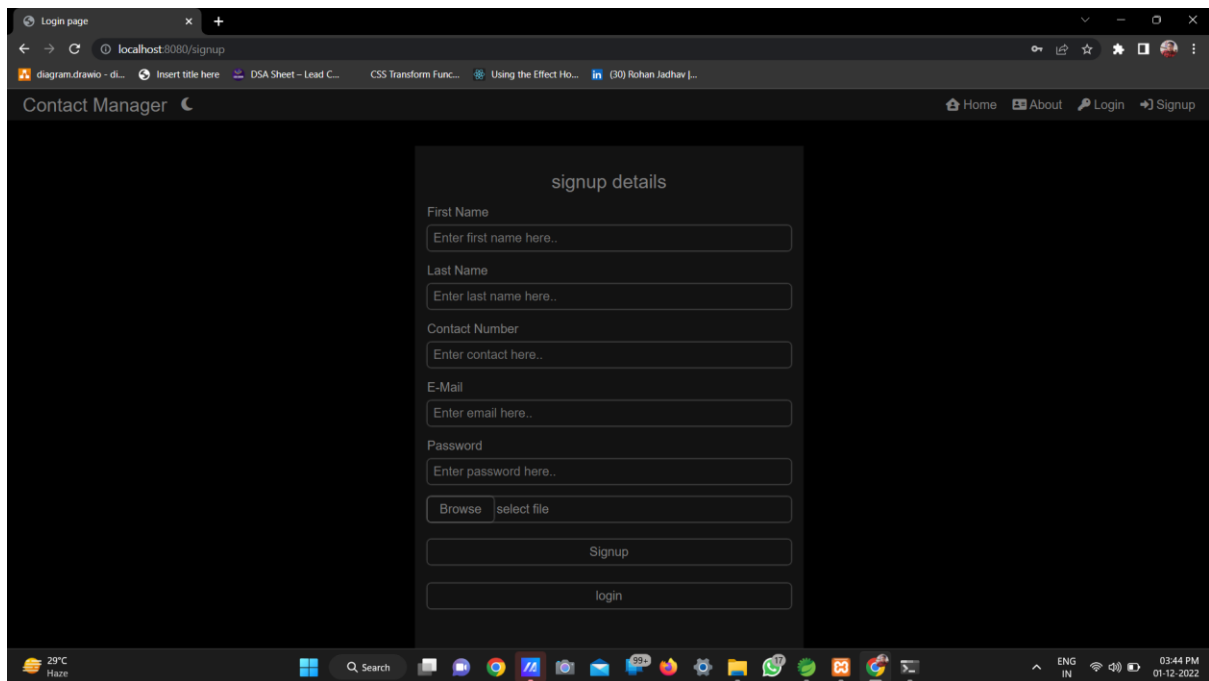 Login page
localhost:8080/signup
diagram.drawio - di... Insert title here DSA Sheet – Lead C... CSS Transform Func... Using the Effect Ho... in (30) Rohan Jadhav |...
Contact Manager Home About Login Signup
signup details
First Name
Enter first name here..
Last Name
Enter last name here..
Contact Number
Enter contact here..
E-Mail
Enter email here..
Password
Enter password here..
Browse select file
Signup
login
29°C
Haze
Search
99+
17
ENG
IN
03:44 PM
01-12-2022